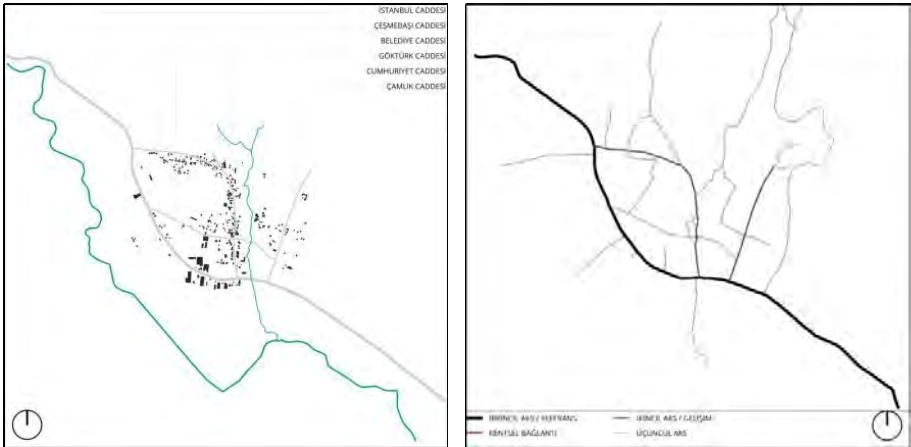 İSTANBUL CADDESİ
ÇEŞMEBAŞI CADDESİ
BELEDİYE CADDESİ
GÖKTÜRK CADDESİ
CUMHURİYET CADDESİ
ÇAMLIK CADDESİ
BİRİNCİL AKS / REFERANS
İKİNCİL AKS / GELİŞİM
KENTSEL BAĞLANTI
ÜÇÜNCÜL AKS